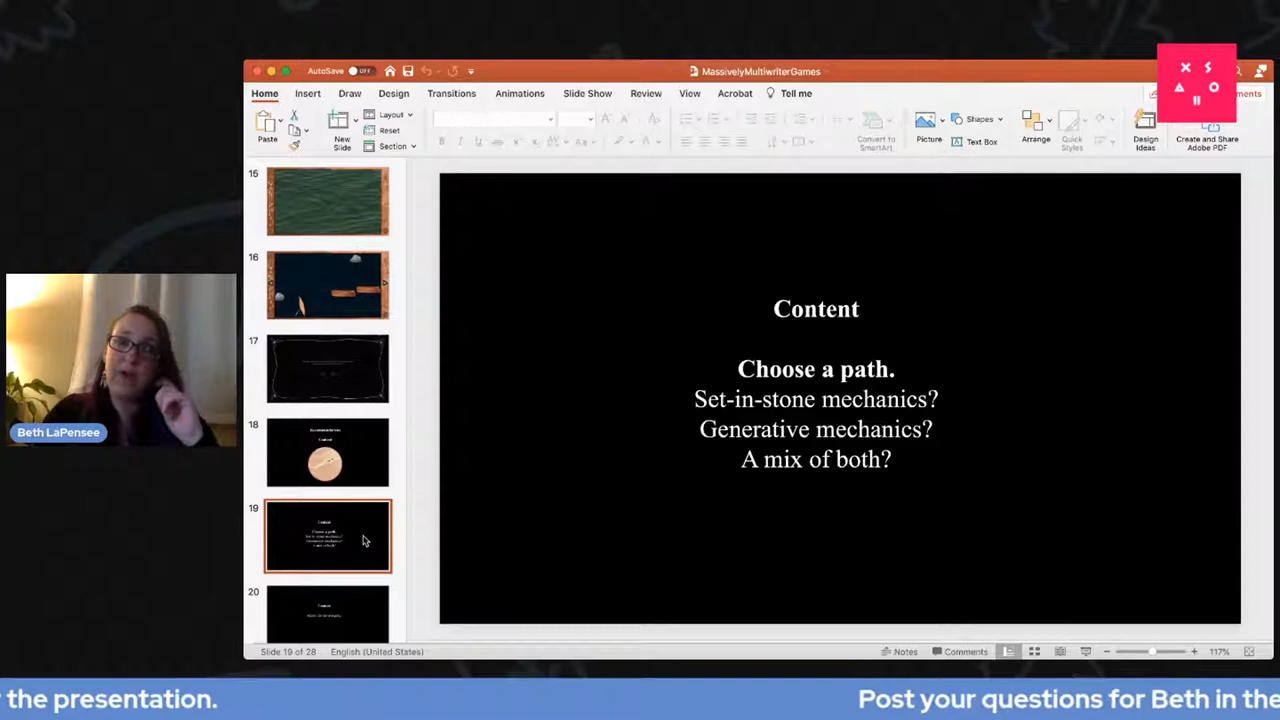 AutoSave OFF
MassivelyMultiwriterGames
Home Insert Draw Design Transitions Animations Slide Show Review View Acrobat Tell me
Paste
New Slide
Layout
Reset
Section
Convert to SmartArt
Picture
Shapes
Text Box
Arrange
Quick Styles
Design Ideas
Create and Share Adobe PDF
15
16
17
18
19
20
Content
Choose a path.
Set-in-stone mechanics?
Generative mechanics?
A mix of both?
Beth LaPensee
Slide 19 of 28 English (United States) Notes Comments 117%
the presentation. Post your questions for Beth in the